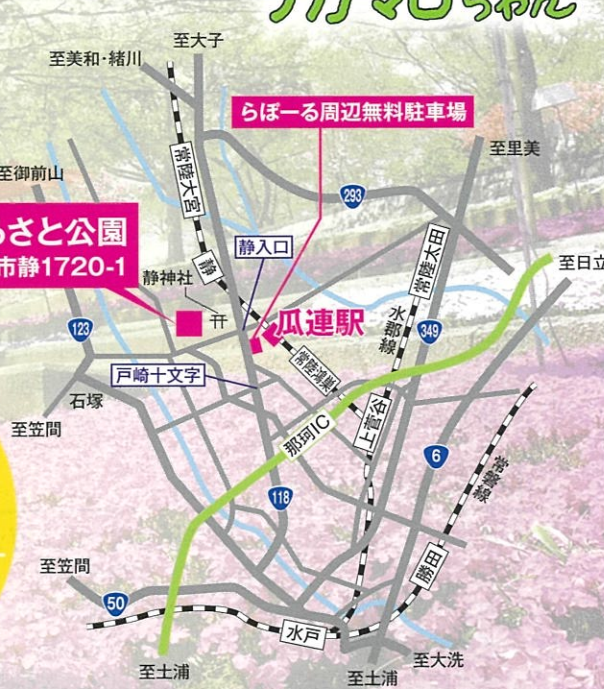 ナカマロちゃん
至大子
至美和・緒川
らぽーる周辺無料駐車場
至里美
至御前山
常陸大宮
293
さと公園
市静1720-1
静入口
常陸太田
静
静神社
至日立
瓜連駅
水郡線
349
123
常陸鴻巣
戸崎十文字
石塚
上菅谷
至笠間
那珂IC
6
常磐線
118
至笠間
勝田
50
水戸
至土浦
至大洗
至土浦